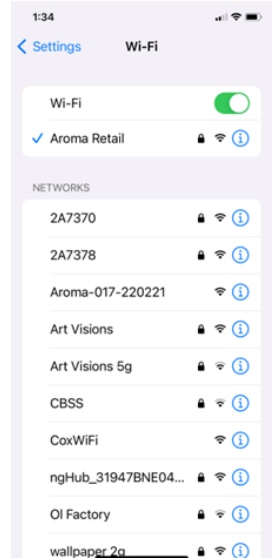 1:34
Settings Wi-Fi
Wi-Fi
Aroma Retail
NETWORKS
2A7370
2A7378
Aroma-017-220221
Art Visions
Art Visions 5g
CBSS
CoxWiFi
ngHub_31947BNE04...
Ol Factory
wallpaper 2g